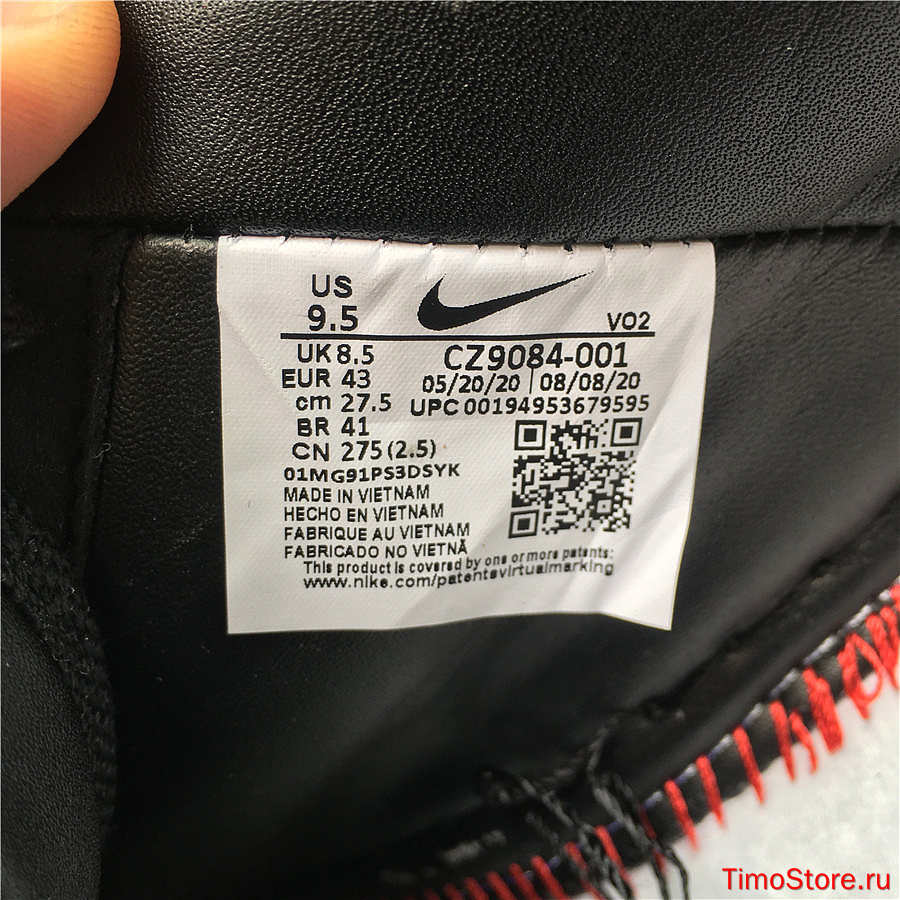 US
9.5
VO2
UK 8.5
CZ9084-001
EUR 43
05/20/20 | 08/08/20
cm 27.5
UPC 00194953679595
BR 41
CN 275 (2.5)
01MG91PS3DSYK
MADE IN VIETNAM
HECHO EN VIETNAM
FABRIQUE AU VIETNAM
FABRICADO NO VIETNÃ
This product is covered by one or more patents:
www.nike.com/patentsvirtualmarking
TimoStore.ru